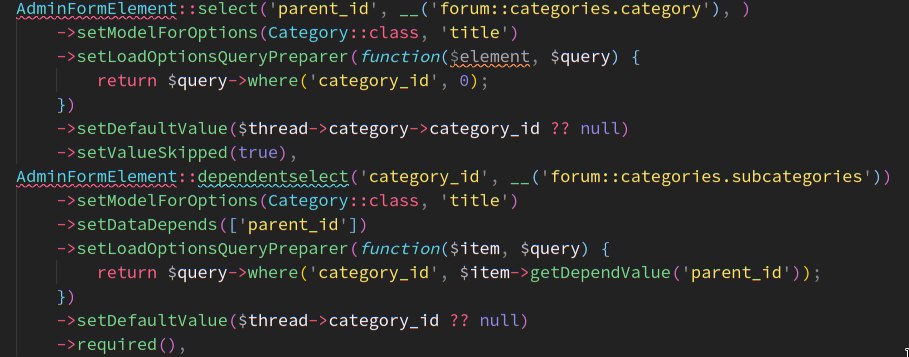 AdminFormElement::select('parent_id', __('forum::categories.category'), )
    ->setModelForOptions(Category::class, 'title')
    ->setLoadOptionsQueryPreparer(function($element, $query) {
        return $query->where('category_id', 0);
    })
    ->setDefaultValue($thread->category->category_id ?? null)
    ->setValueSkipped(true),
AdminFormElement::dependentselect('category_id', __('forum::categories.subcategories'))
    ->setModelForOptions(Category::class, 'title')
    ->setDataDepends(['parent_id'])
    ->setLoadOptionsQueryPreparer(function($item, $query) {
        return $query->where('category_id', $item->getDependValue('parent_id'));
    })
    ->setDefaultValue($thread->category_id ?? null)
    ->required(),